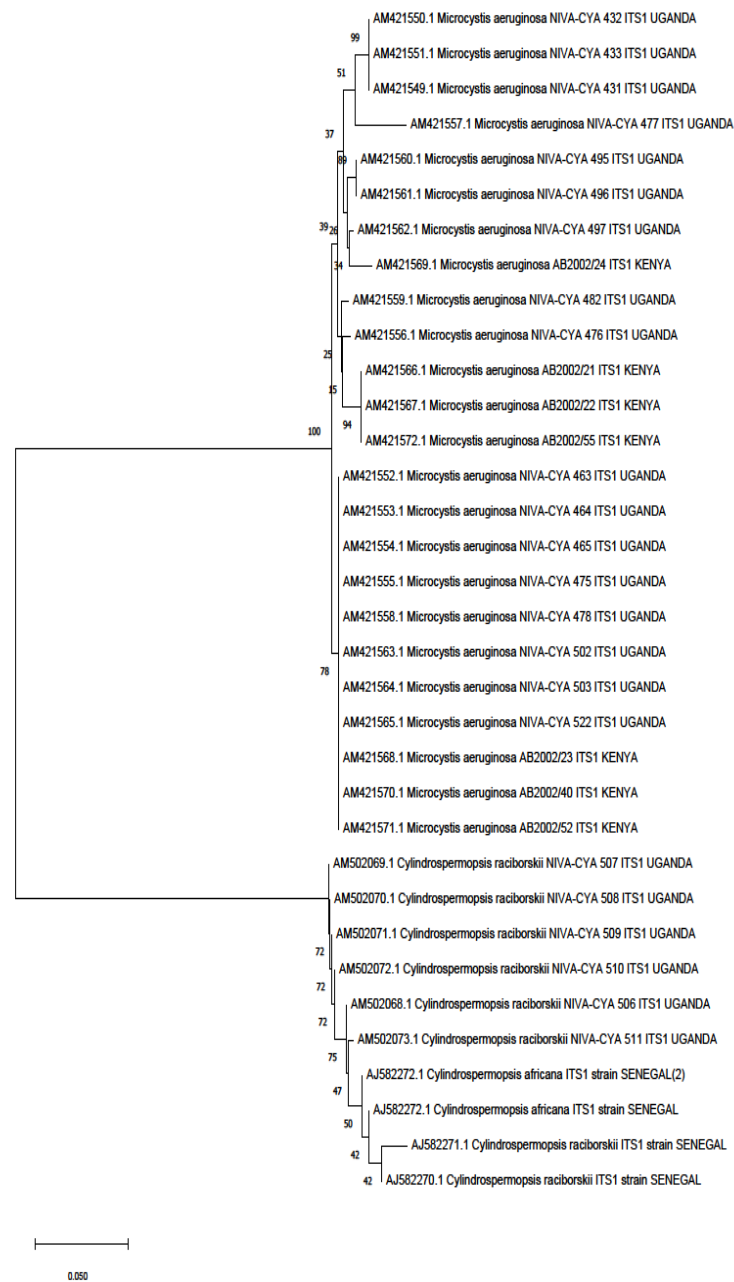 AM421550.1 Microcystis aeruginosa NIVA-CYA 432 ITS1 UGANDA
99
AM421551.1 Microcystis aeruginosa NIVA-CYA 433 ITS1 UGANDA
51
AM421549.1 Microcystis aeruginosa NIVA-CYA 431 ITS1 UGANDA
AM421557.1 Microcystis aeruginosa NIVA-CYA 477 ITS1 UGANDA
37
89
AM421560.1 Microcystis aeruginosa NIVA-CYA 495 ITS1 UGANDA
AM421561.1 Microcystis aeruginosa NIVA-CYA 496 ITS1 UGANDA
39
26
AM421562.1 Microcystis aeruginosa NIVA-CYA 497 ITS1 UGANDA
34
AM421569.1 Microcystis aeruginosa AB2002/24 ITS1 KENYA
AM421559.1 Microcystis aeruginosa NIVA-CYA 482 ITS1 UGANDA
AM421556.1 Microcystis aeruginosa NIVA-CYA 476 ITS1 UGANDA
25
AM421566.1 Microcystis aeruginosa AB2002/21 ITS1 KENYA
15
AM421567.1 Microcystis aeruginosa AB2002/22 ITS1 KENYA
94
100
AM421572.1 Microcystis aeruginosa AB2002/55 ITS1 KENYA
AM421552.1 Microcystis aeruginosa NIVA-CYA 463 ITS1 UGANDA
AM421553.1 Microcystis aeruginosa NIVA-CYA 464 ITS1 UGANDA
AM421554.1 Microcystis aeruginosa NIVA-CYA 465 ITS1 UGANDA
AM421555.1 Microcystis aeruginosa NIVA-CYA 475 ITS1 UGANDA
AM421558.1 Microcystis aeruginosa NIVA-CYA 478 ITS1 UGANDA
AM421563.1 Microcystis aeruginosa NIVA-CYA 502 ITS1 UGANDA
78
AM421564.1 Microcystis aeruginosa NIVA-CYA 503 ITS1 UGANDA
AM421565.1 Microcystis aeruginosa NIVA-CYA 522 ITS1 UGANDA
AM421568.1 Microcystis aeruginosa AB2002/23 ITS1 KENYA
AM421570.1 Microcystis aeruginosa AB2002/40 ITS1 KENYA
AM421571.1 Microcystis aeruginosa AB2002/52 ITS1 KENYA
AM502069.1 Cylindrospermopsis raciborskii NIVA-CYA 507 ITS1 UGANDA
AM502070.1 Cylindrospermopsis raciborskii NIVA-CYA 508 ITS1 UGANDA
AM502071.1 Cylindrospermopsis raciborskii NIVA-CYA 509 ITS1 UGANDA
72
AM502072.1 Cylindrospermopsis raciborskii NIVA-CYA 510 ITS1 UGANDA
72
AM502068.1 Cylindrospermopsis raciborskii NIVA-CYA 506 ITS1 UGANDA
72
AM502073.1 Cylindrospermopsis raciborskii NIVA-CYA 511 ITS1 UGANDA
75
AJ582272.1 Cylindrospermopsis africana ITS1 strain SENEGAL(2)
47
AJ582272.1 Cylindrospermopsis africana ITS1 strain SENEGAL
50
AJ582271.1 Cylindrospermopsis raciborskii ITS1 strain SENEGAL
42
AJ582270.1 Cylindrospermopsis raciborskii ITS1 strain SENEGAL
42
0.050